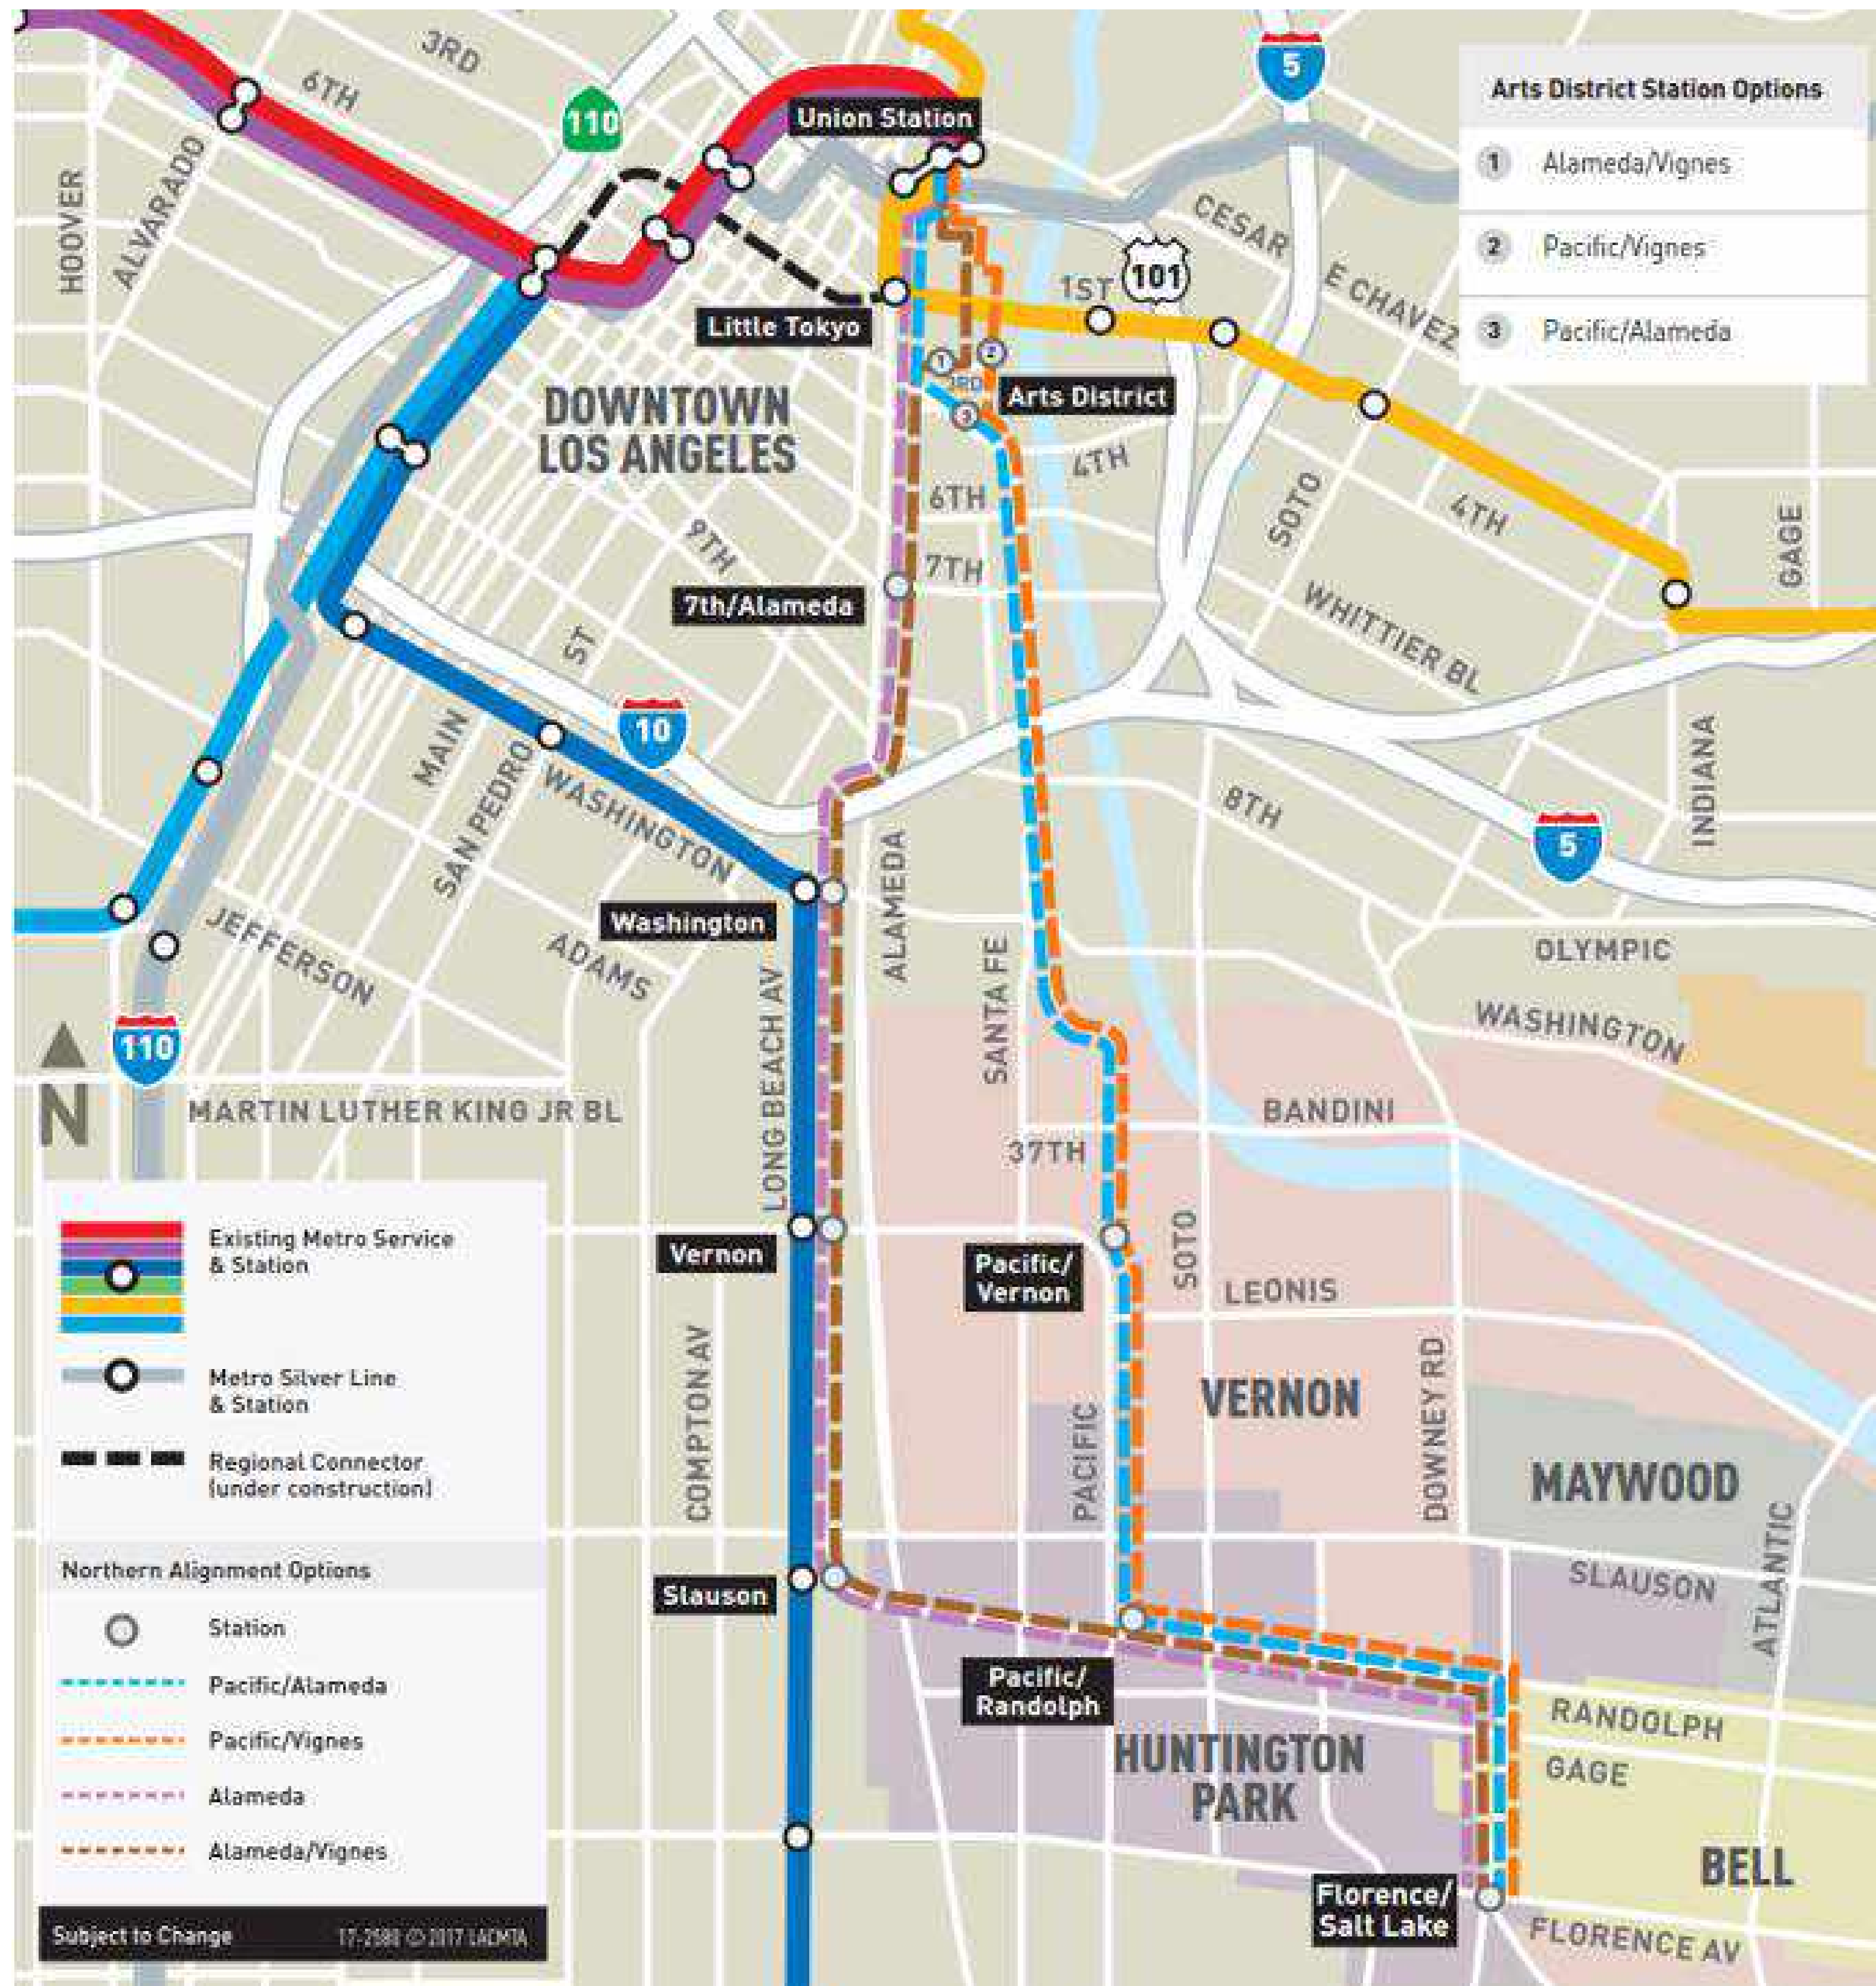 3RD
6TH
110
Union Station
5
Arts District Station Options
1 Alameda/Vignes
2 Pacific/Vignes
3 Pacific/Alameda
HOOVER
ALVARADO
CESAR
E CHAVEZ
101
1ST
Little Tokyo
1
2
3RD
3
Arts District
DOWNTOWN
LOS ANGELES
4TH
6TH
SOTO
4TH
GAGE
9TH
7TH
7th/Alameda
WHITTIER BL
ST
10
MAIN
SAN PEDRO
WASHINGTON
INDIANA
8TH
5
ALAMEDA
Washington
JEFFERSON
ADAMS
OLYMPIC
SANTA FE
LONG BEACH AV
WASHINGTON
110
N
MARTIN LUTHER KING JR BL
BANDINI
37TH
SOTO
Vernon
Pacific/
Vernon
LEONIS
COMPTON AV
PACIFIC
VERNON
DOWNEY RD
MAYWOOD
ATLANTIC
SLAUSON
Slauson
Pacific/
Randolph
RANDOLPH
GAGE
HUNTINGTON
PARK
BELL
Florence/
Salt Lake
FLORENCE AV
Existing Metro Service
& Station
Metro Silver Line
& Station
Regional Connector
(under construction)
Northern Alignment Options
Station
Pacific/Alameda
Pacific/Vignes
Alameda
Alameda/Vignes
Subject to Change
17-2580 © 2017 LACMTA